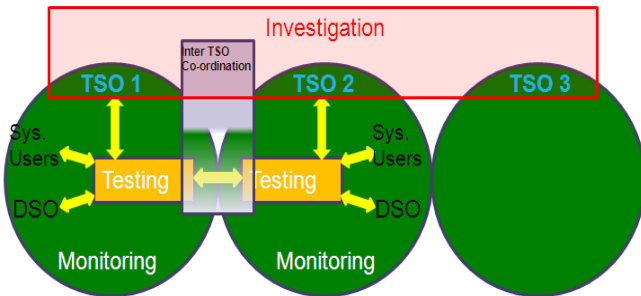 Investigation
Inter TSO
Co-ordination
TSO 1
TSO 2
TSO 3
Sys.
Users
Sys.
Users
Testing
Testing
DSO
DSO
Monitoring
Monitoring